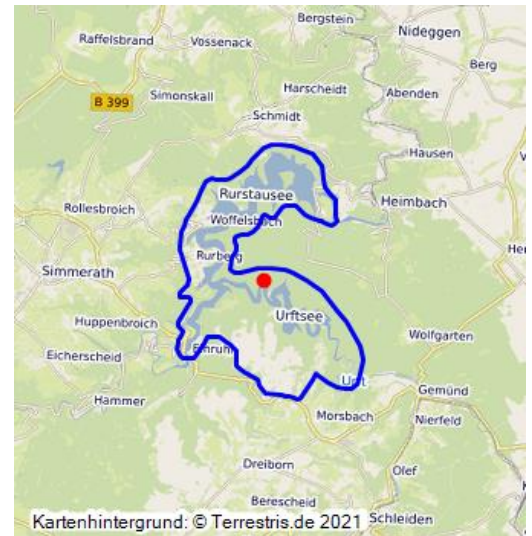 Bergstein
Nideggen
Raffelsbrand
Vossenack
Berg
B 399
Simonskall
Harscheidt
Abenden
Schmidt
Hausen
Rurstausee
Rollesbroich
Woffelsbach
Heimbach
Her
Rurberg
Simmerath
Urftsee
Huppenbroich
Wolfgarten
Eicherscheid
Einruhr
Urft
Gemünd
Hammer
Morsbach
Nierfeld
Dreiborn
Olef
Berescheid
Schleiden
Kartenhintergrund: © Terrestris.de 2021